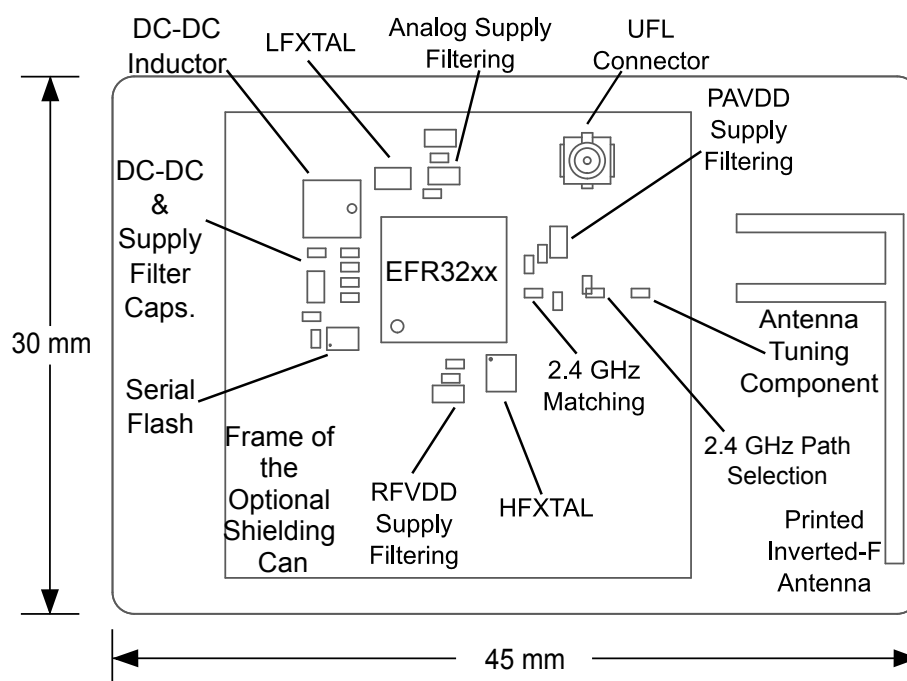 DC-DC
Inductor
LFXTAL
Analog Supply
Filtering
UFL
Connector
PAVDD
Supply
Filtering
DC-DC
&
Supply
Filter
Caps.
EFR32xx
30 mm
Antenna
Tuning
Component
2.4 GHz
Matching
Serial
Flash
2.4 GHz Path
Selection
Frame of
the
Optional
Shielding
Can
RFVDD
Supply
Filtering
HFXTAL
Printed
Inverted-F
Antenna
45 mm